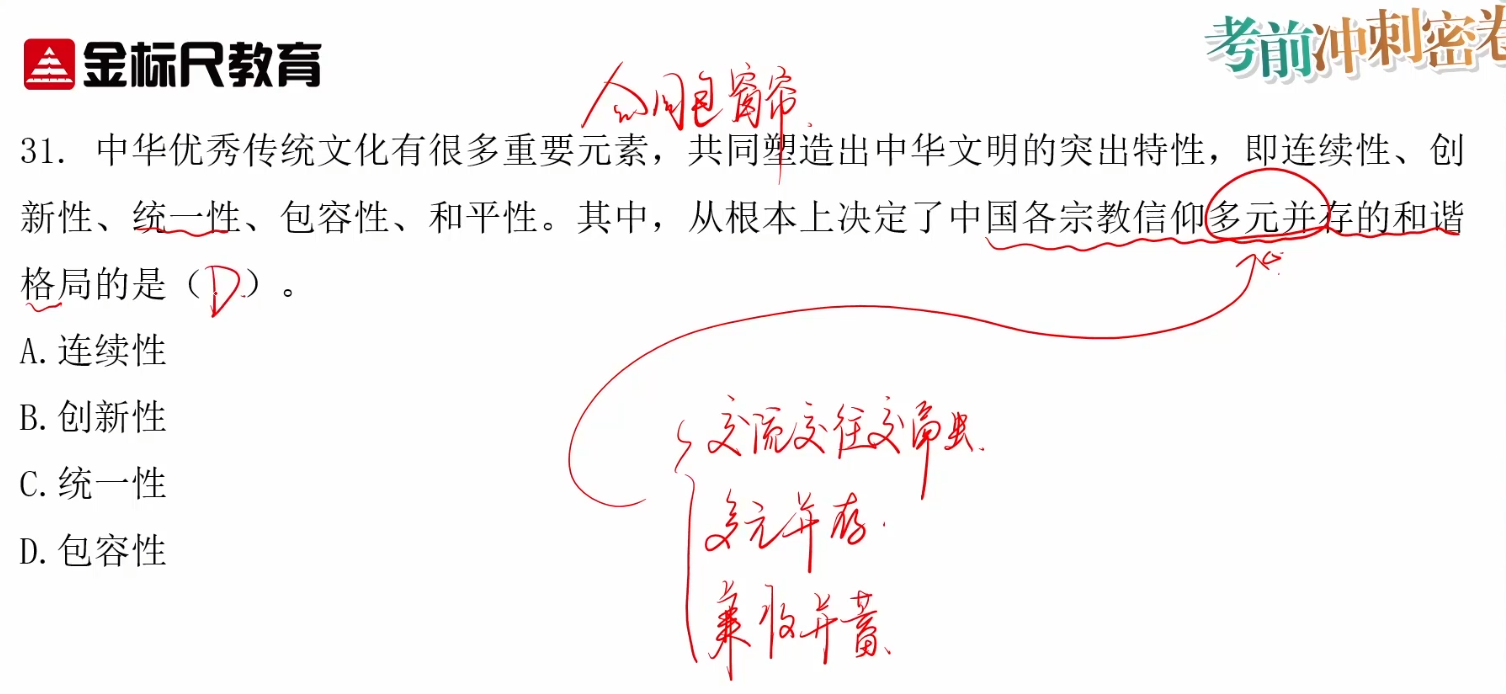 金标尺教育
考前冲刺密卷
同包窗帘
31. 中华优秀传统文化有很多重要元素，共同塑造出中华文明的突出特性，即连续性、创
新性、统一性、包容性、和平性。其中，从根本上决定了中国各宗教信仰多元并存的和谐
格局的是（D）。
A.连续性
B.创新性
C.统一性
D.包容性
交流交往交融
多元并存
兼收并蓄